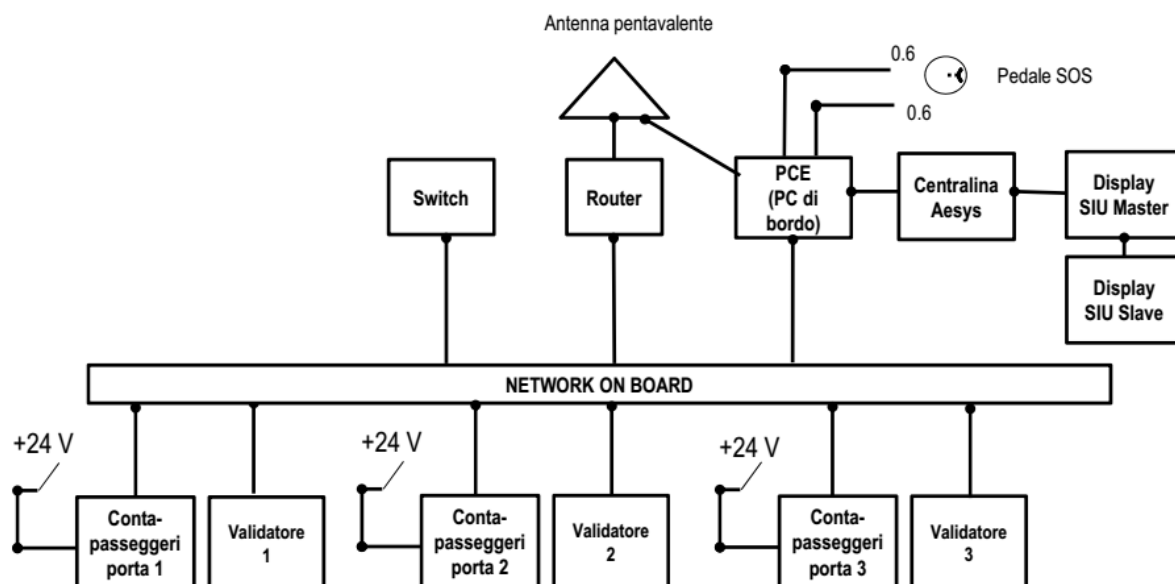 Antenna pentavalente
0.6
Pedale SOS
0.6
Switch
Router
PCE
(PC di
bordo)
Centralina
Aesys
Display
SIU Master
Display
SIU Slave
NETWORK ON BOARD
+24 V
+24 V
+24 V
Conta-
passeggeri
porta 1
Validatore
1
Conta-
passeggeri
porta 2
Validatore
2
Conta-
passeggeri
porta 3
Validatore
3